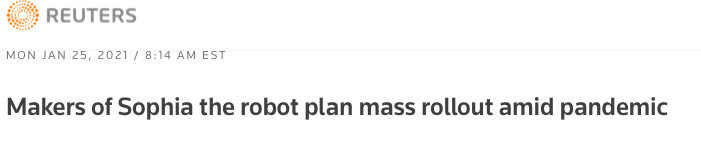 REUTERS
MON JAN 25, 2021 / 8:14 AM EST
Makers of Sophia the robot plan mass rollout amid pandemic